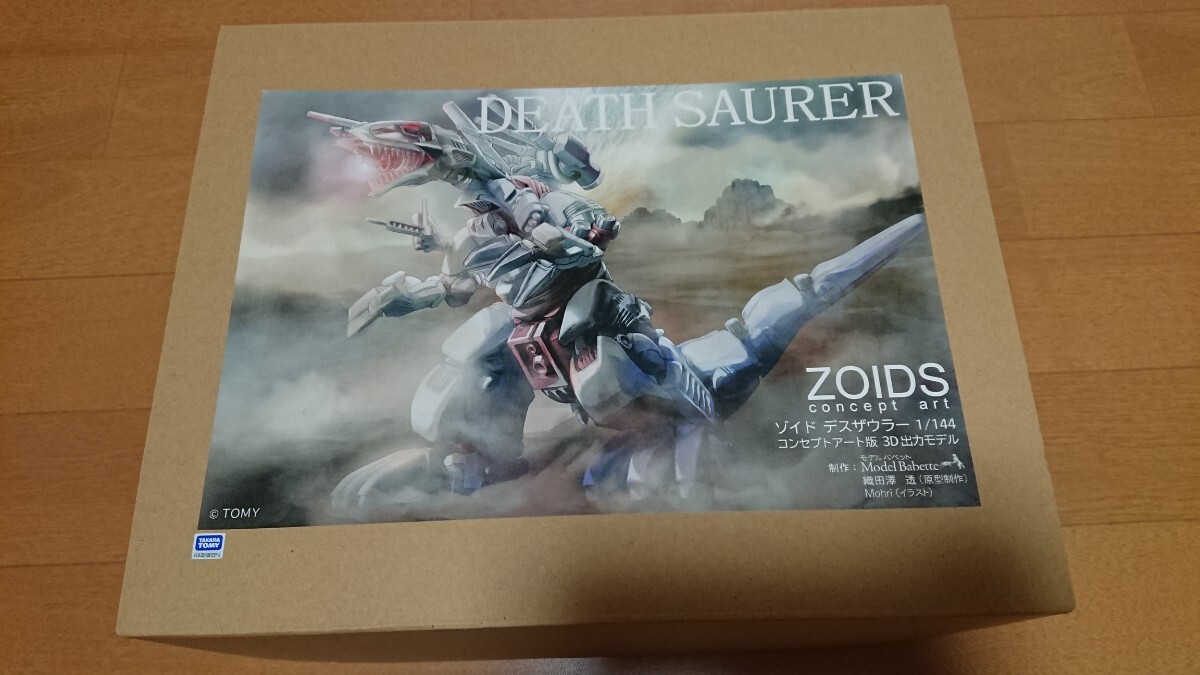 DEATH SAURER
ZOIDS
concept art
ゾイド デスザウラー 1/144
コンセプトアート版 3D出力モデル
モデルバベット
制作：Model Babette
織田澤 透（原型制作）
Mohri（イラスト）
© TOMY
TAKARA
TOMY